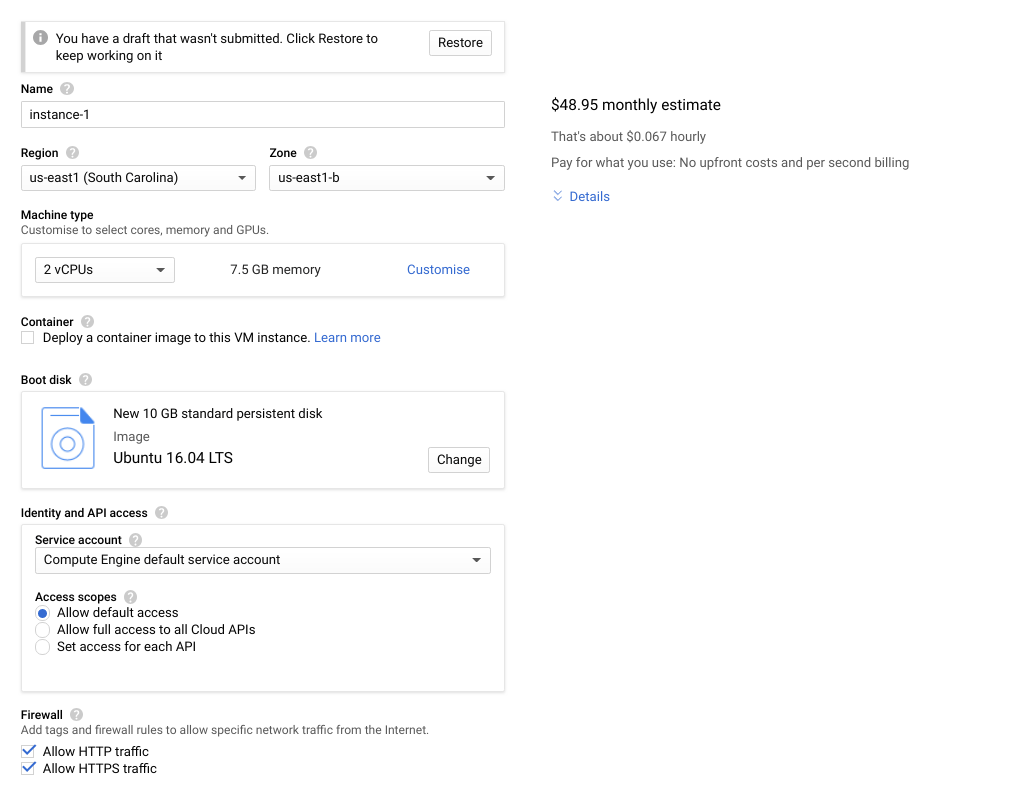 You have a draft that wasn't submitted. Click Restore to
keep working on it
Restore
Name ?
instance-1
Region ?
Zone ?
us-east1 (South Carolina)
us-east1-b
Machine type
Customise to select cores, memory and GPUs.
2 vCPUs
7.5 GB memory
Customise
Container ?
Deploy a container image to this VM instance. Learn more
Boot disk ?
New 10 GB standard persistent disk
Image
Ubuntu 16.04 LTS
Change
Identity and API access ?
Service account ?
Compute Engine default service account
Access scopes ?
Allow default access
Allow full access to all Cloud APIs
Set access for each API
Firewall ?
Add tags and firewall rules to allow specific network traffic from the Internet.
Allow HTTP traffic
Allow HTTPS traffic
$48.95 monthly estimate
That's about $0.067 hourly
Pay for what you use: No upfront costs and per second billing
Details